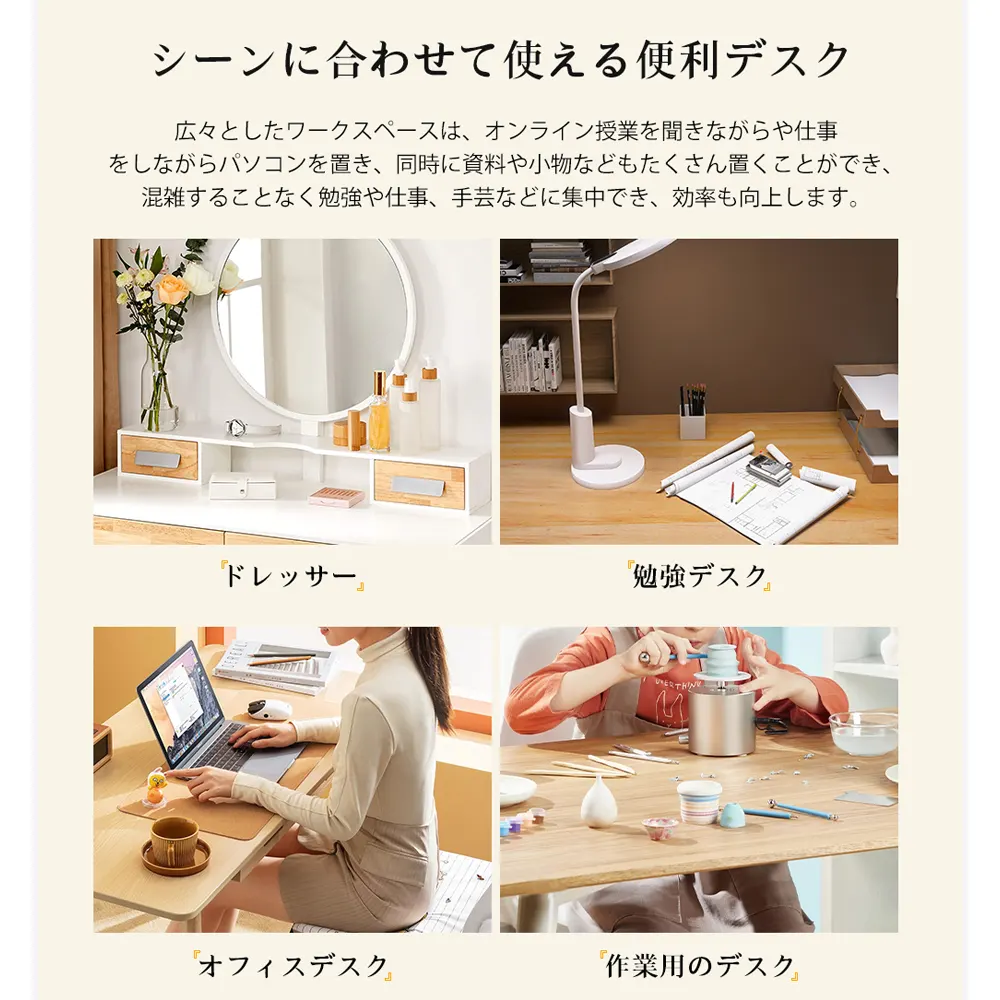 シーンに合わせて使える便利デスク
広々としたワークスペースは、オンライン授業を聞きながらや仕事
をしながらパソコンを置き、同時に資料や小物などもたくさん置くことができ、
混雑することなく勉強や仕事、手芸などに集中でき、効率も向上します。
『ドレッサー』
『勉強デスク』
EVERYTHING
『オフィスデスク』
『作業用のデスク』